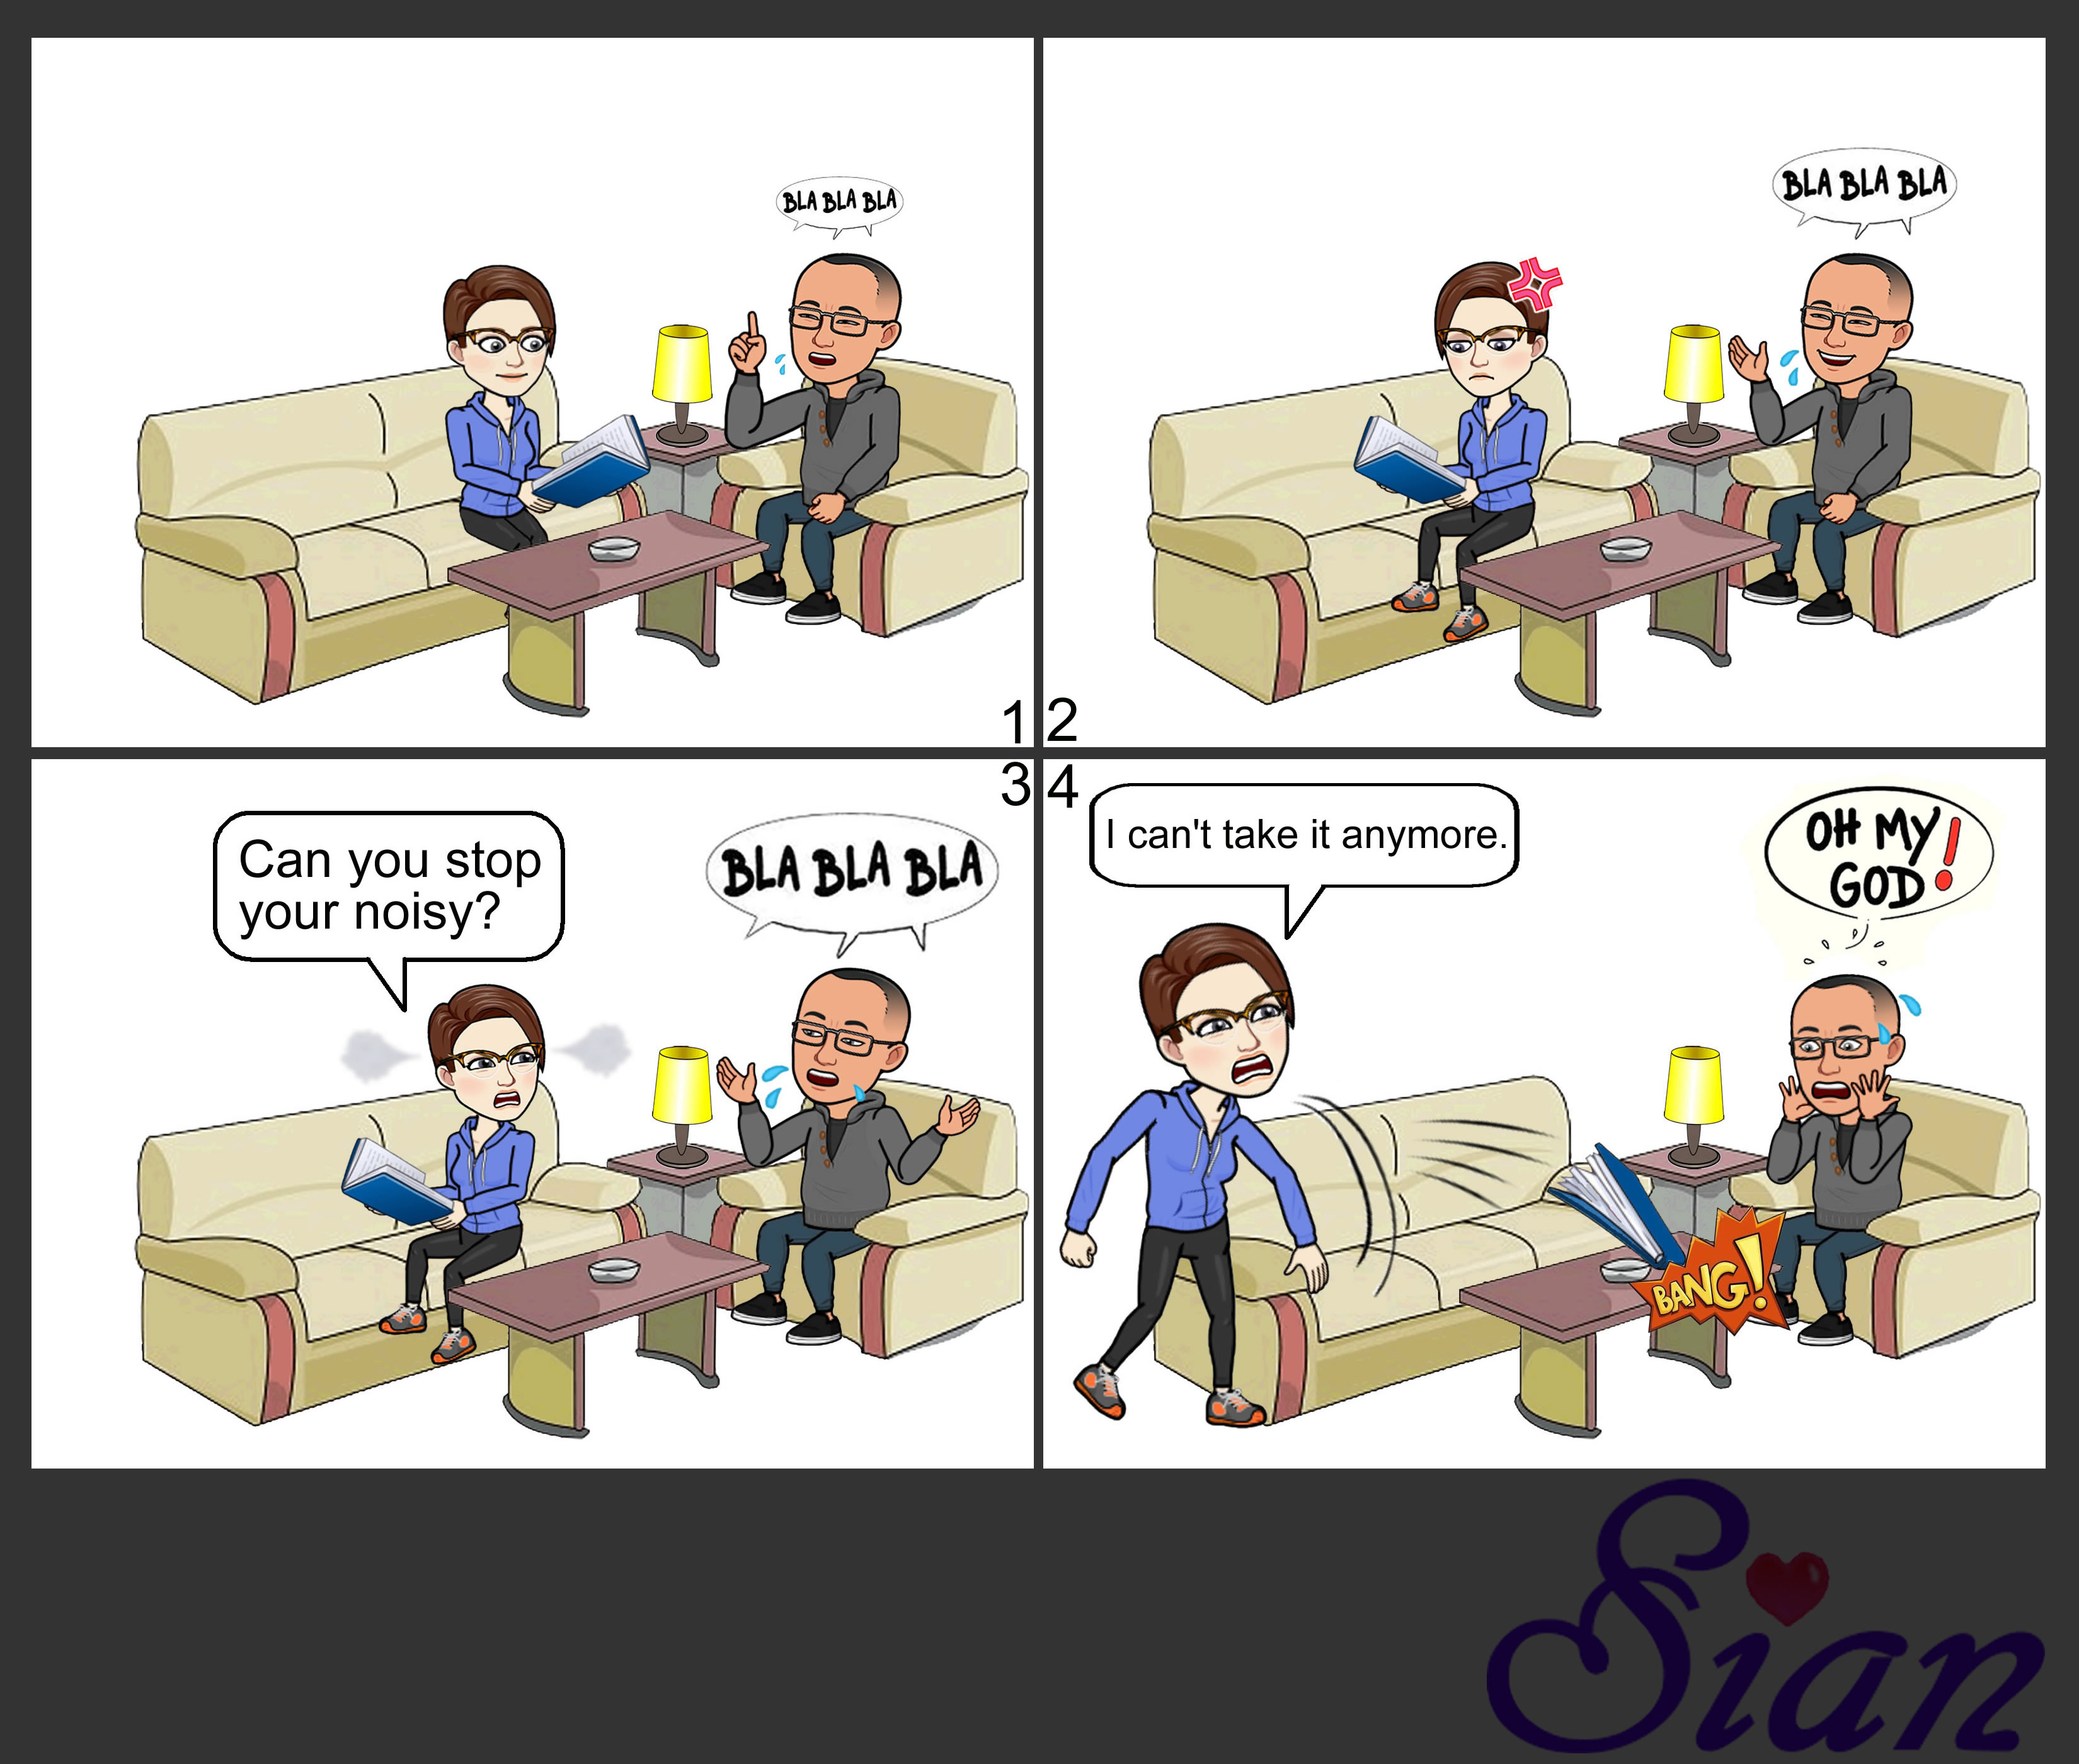 BLA BLA BLA
1
BLA BLA BLA
2
3
Can you stop
your noisy?
BLA BLA BLA
4
I can't take it anymore.
OH MY!
GOD
BANG!
Sian